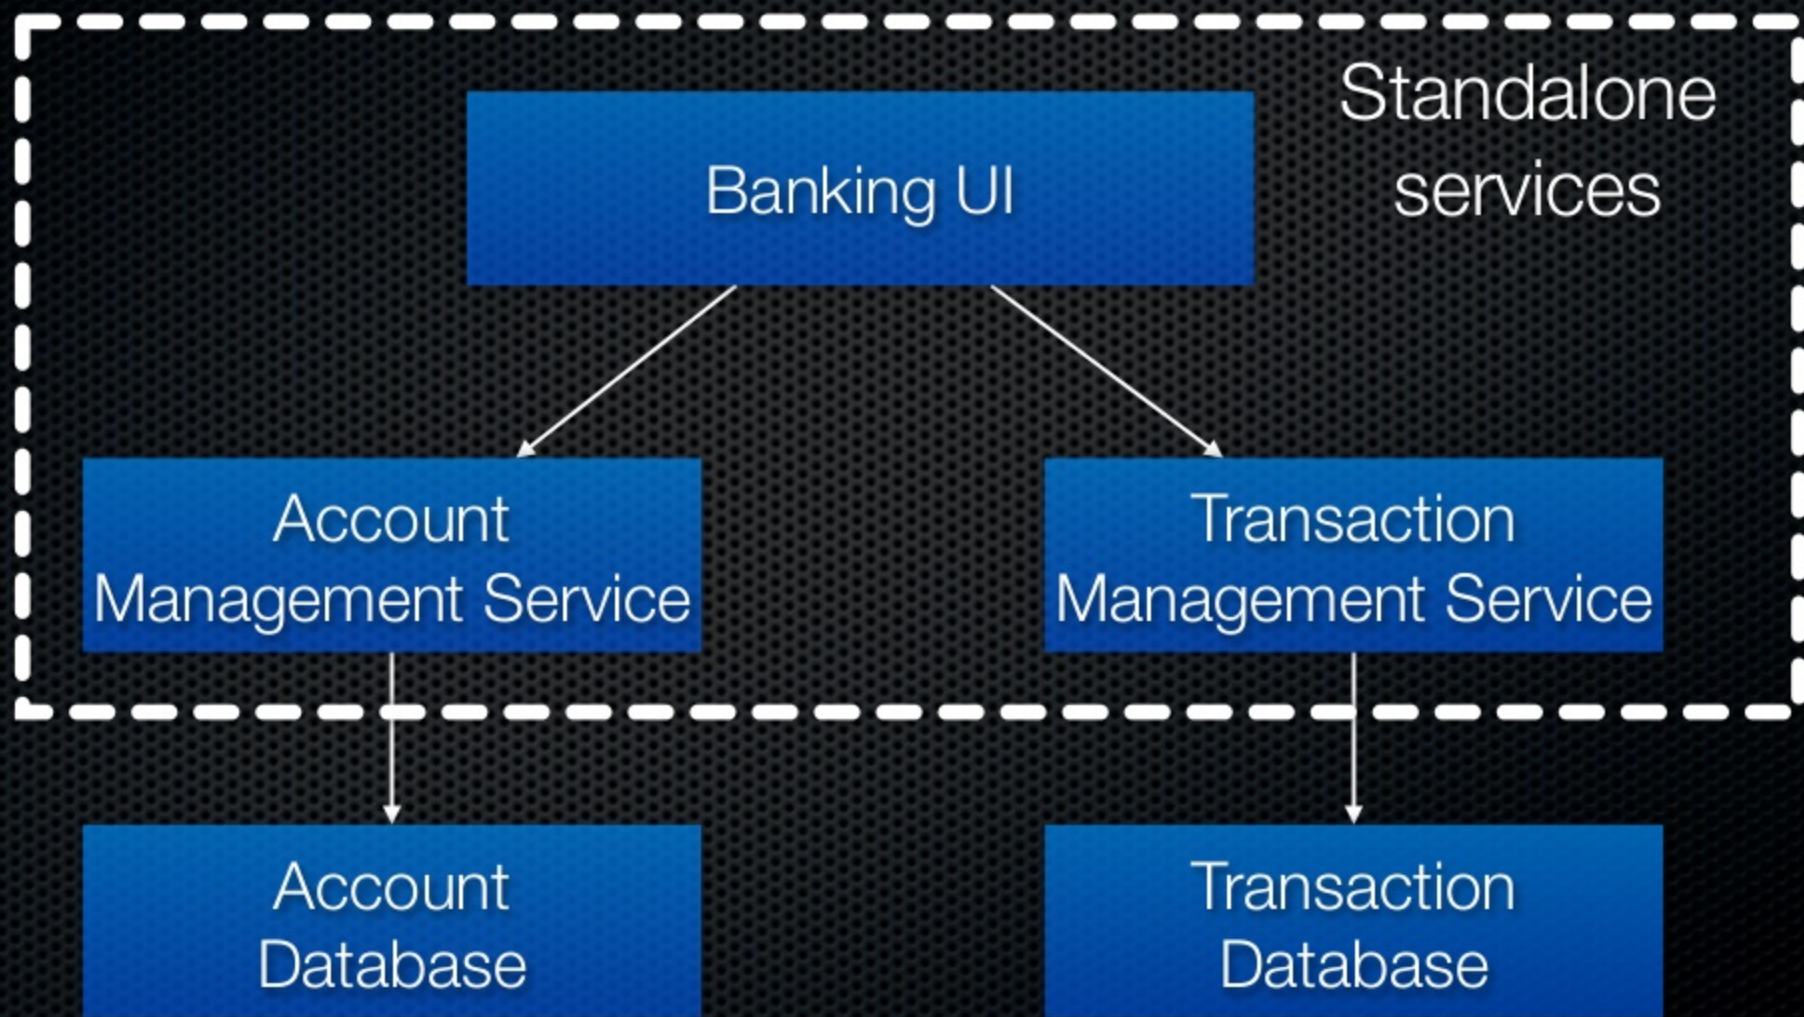 Standalone
services
Banking UI
Account
Management Service
Transaction
Management Service
Account
Database
Transaction
Database